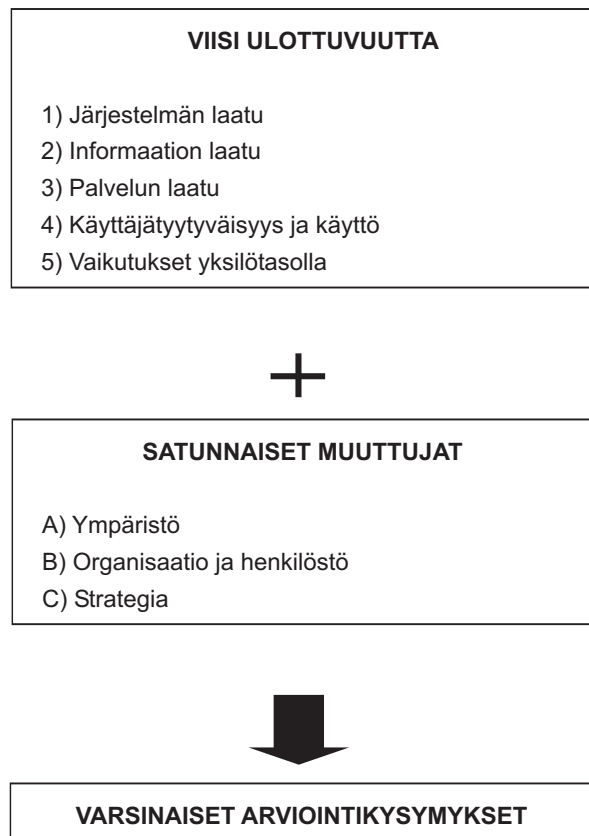 VIISI ULOTTUVUUTTA
1) Järjestelmän laatu
2) Informaation laatu
3) Palvelun laatu
4) Käyttäjätyytyväisyys ja käyttö
5) Vaikutukset yksilötasolla
+
SATUNNAISET MUUTTUJAT
A) Ympäristö
B) Organisaatio ja henkilöstö
C) Strategia
VARSINAISET ARVIOINTIKYSYMYKSET